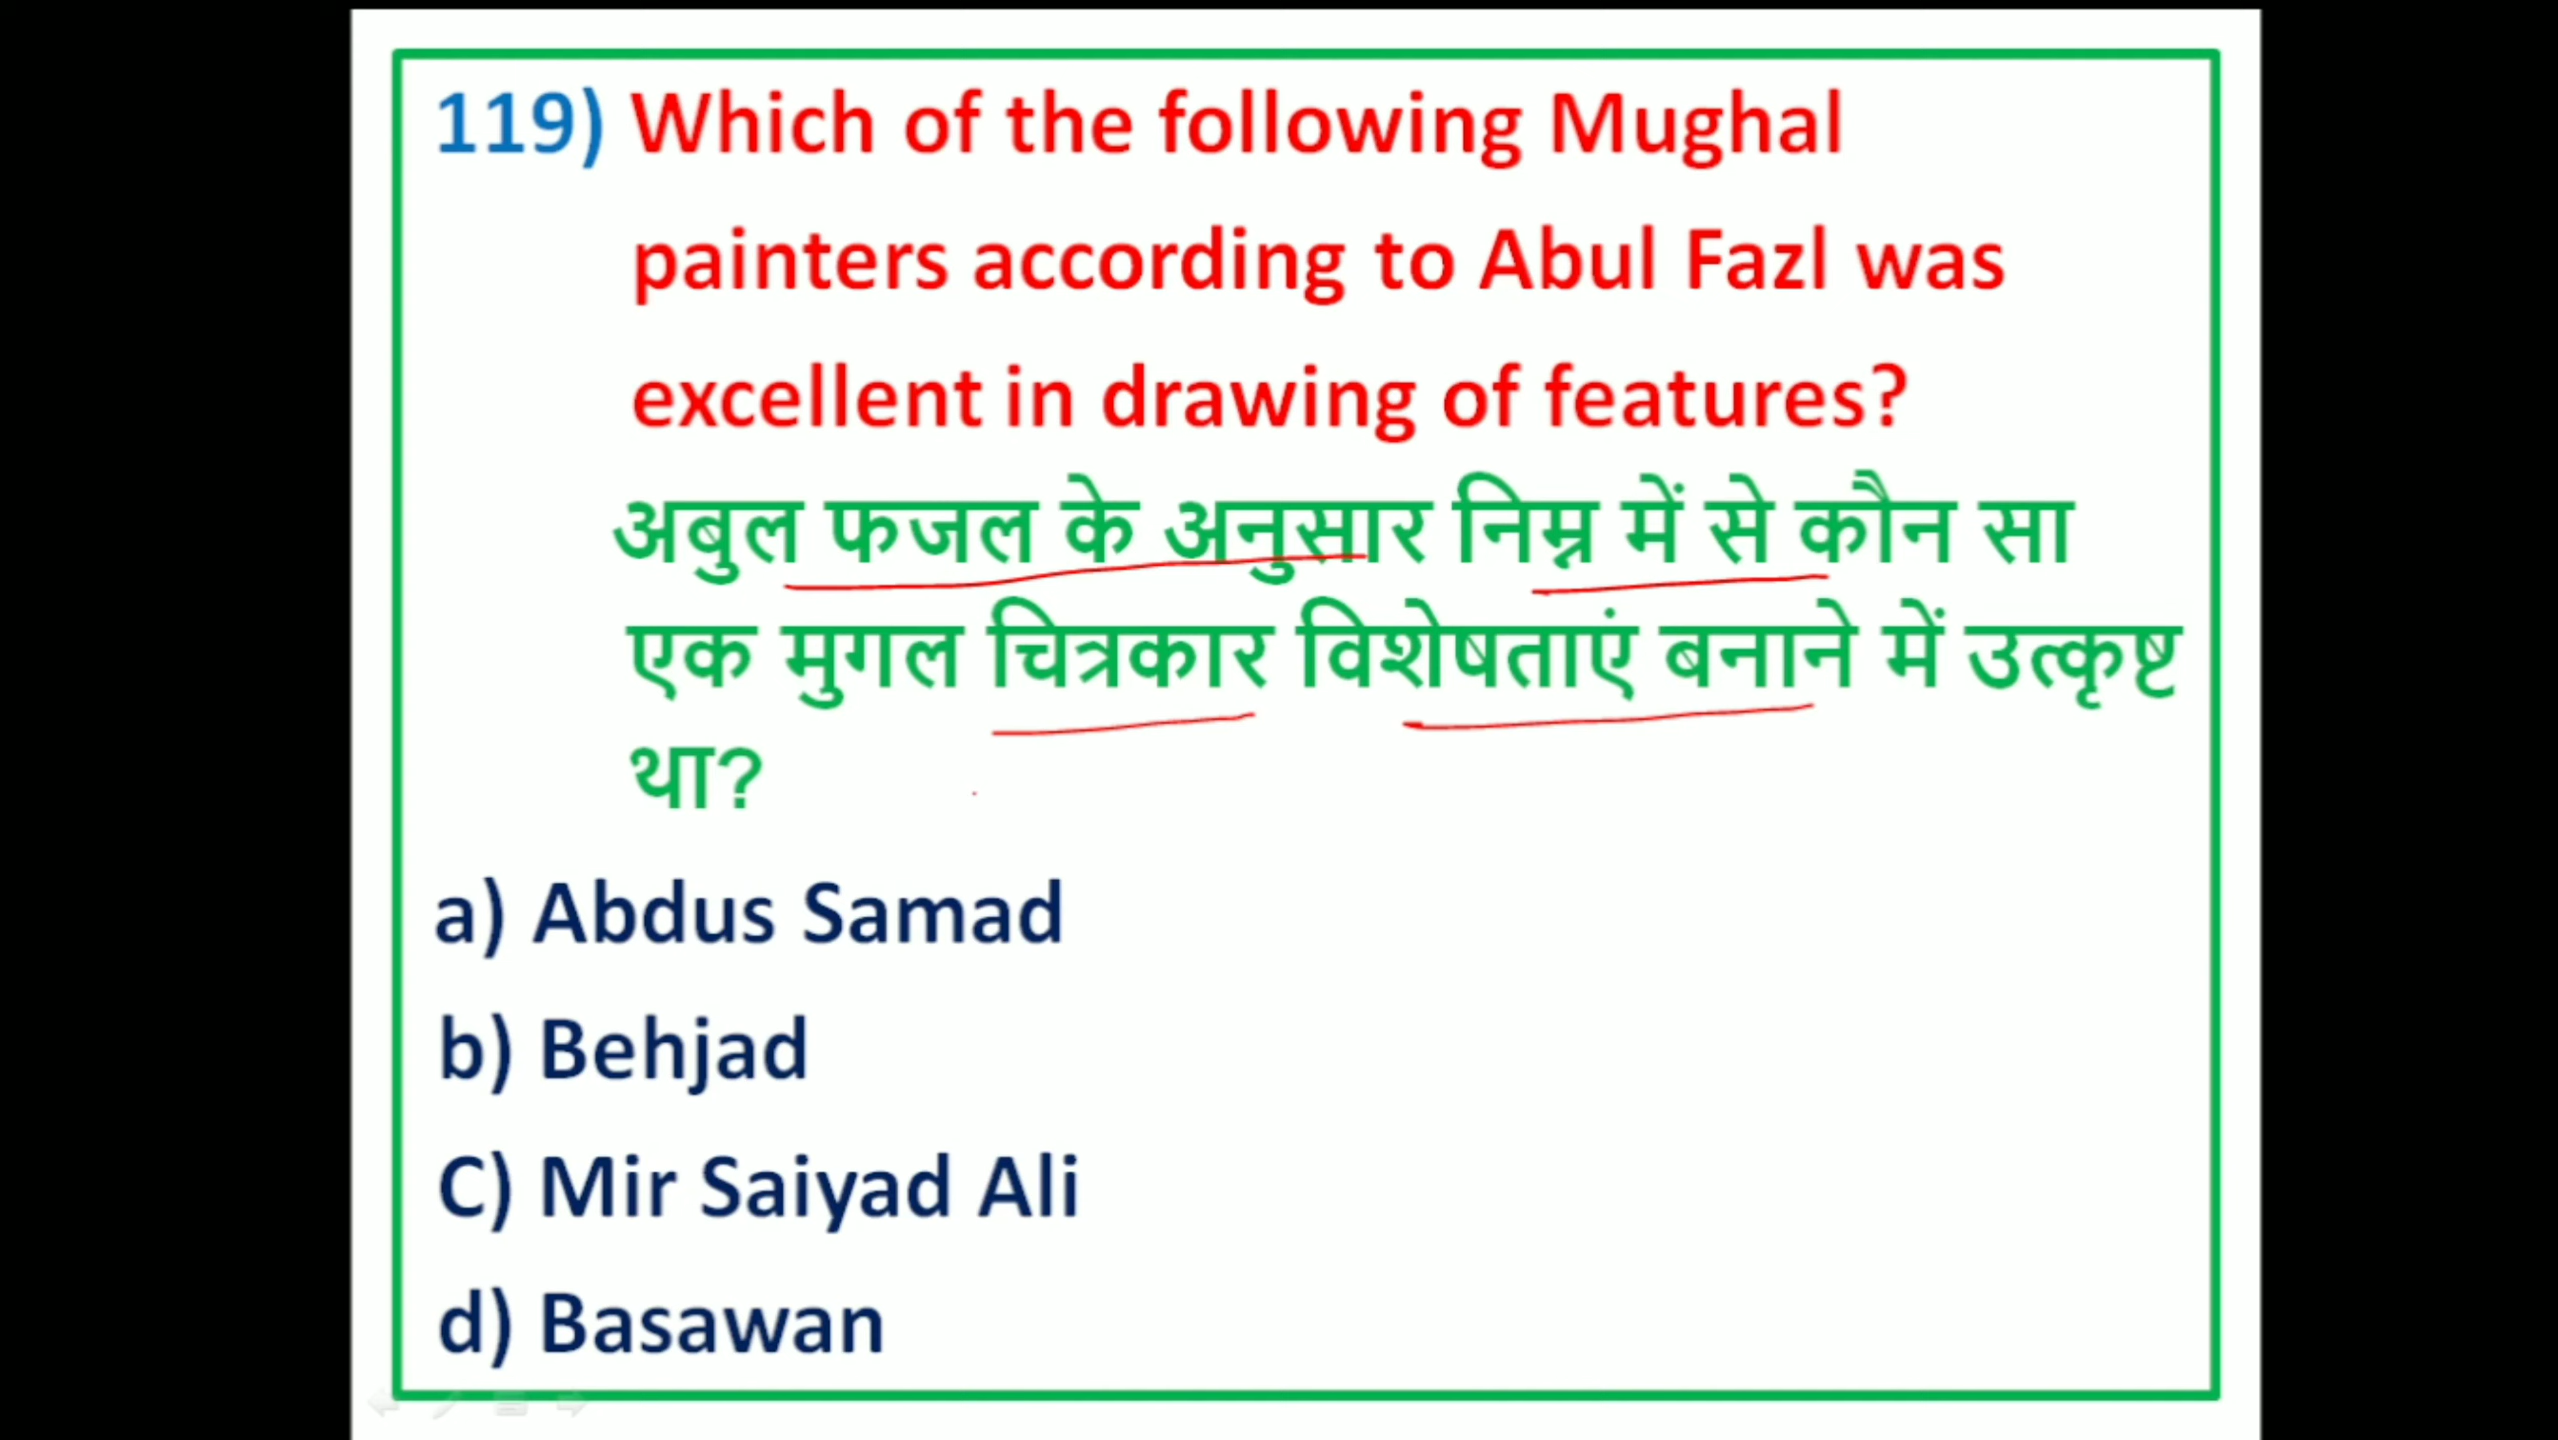 119) Which of the following Mughal
painters according to Abul Fazl was
excellent in drawing of features?
अबुल फजल के अनुसार निम्न में से कौन सा
एक मुगल चित्रकार विशेषताएं बनाने में उत्कृष्ट
था?
a) Abdus Samad
b) Behjad
C) Mir Saiyad Ali
d) Basawan